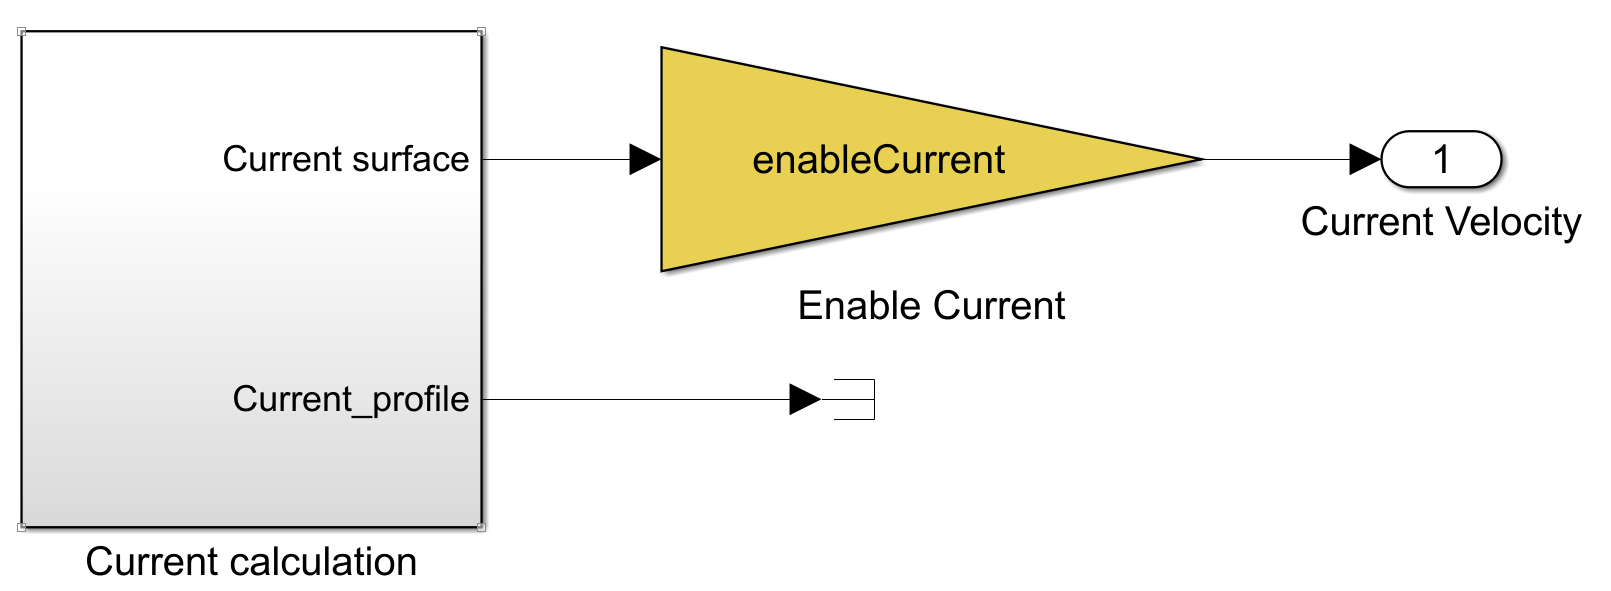 Current surface
enableCurrent
1
Current Velocity
Enable Current
Current_profile
Current calculation